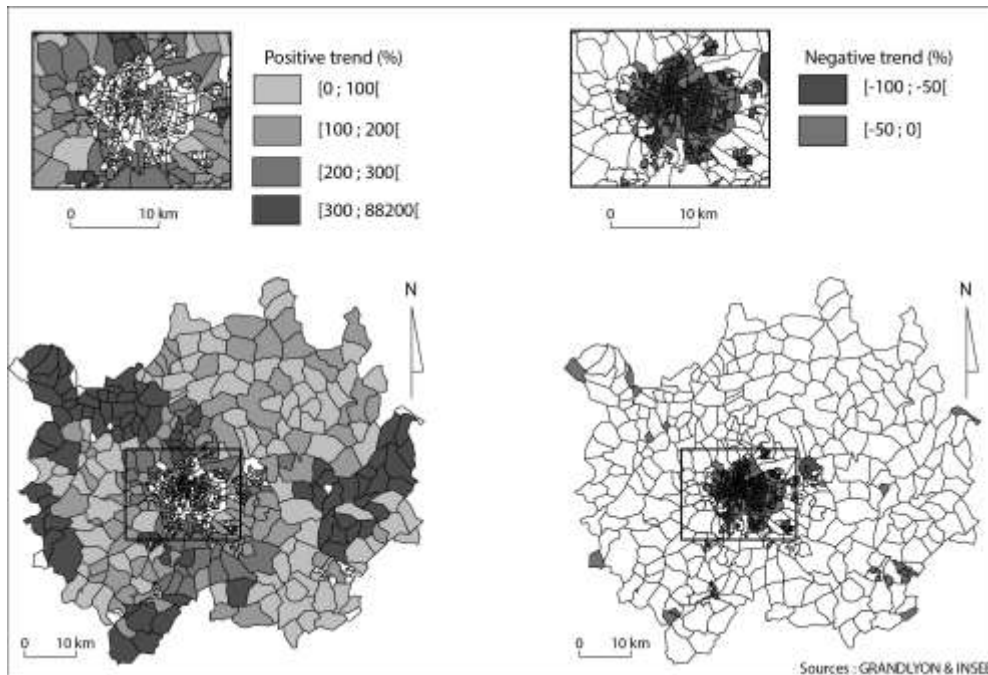 Positive trend (%)
[0 ; 100[
[100 ; 200[
[200 ; 300[
[300 ; 88200[
0 10 km
Negative trend (%)
[-100 ; -50[
[-50 ; 0]
0 10 km
N
0 10 km
N
0 10 km
Sources : GRANDLYON & INSEE